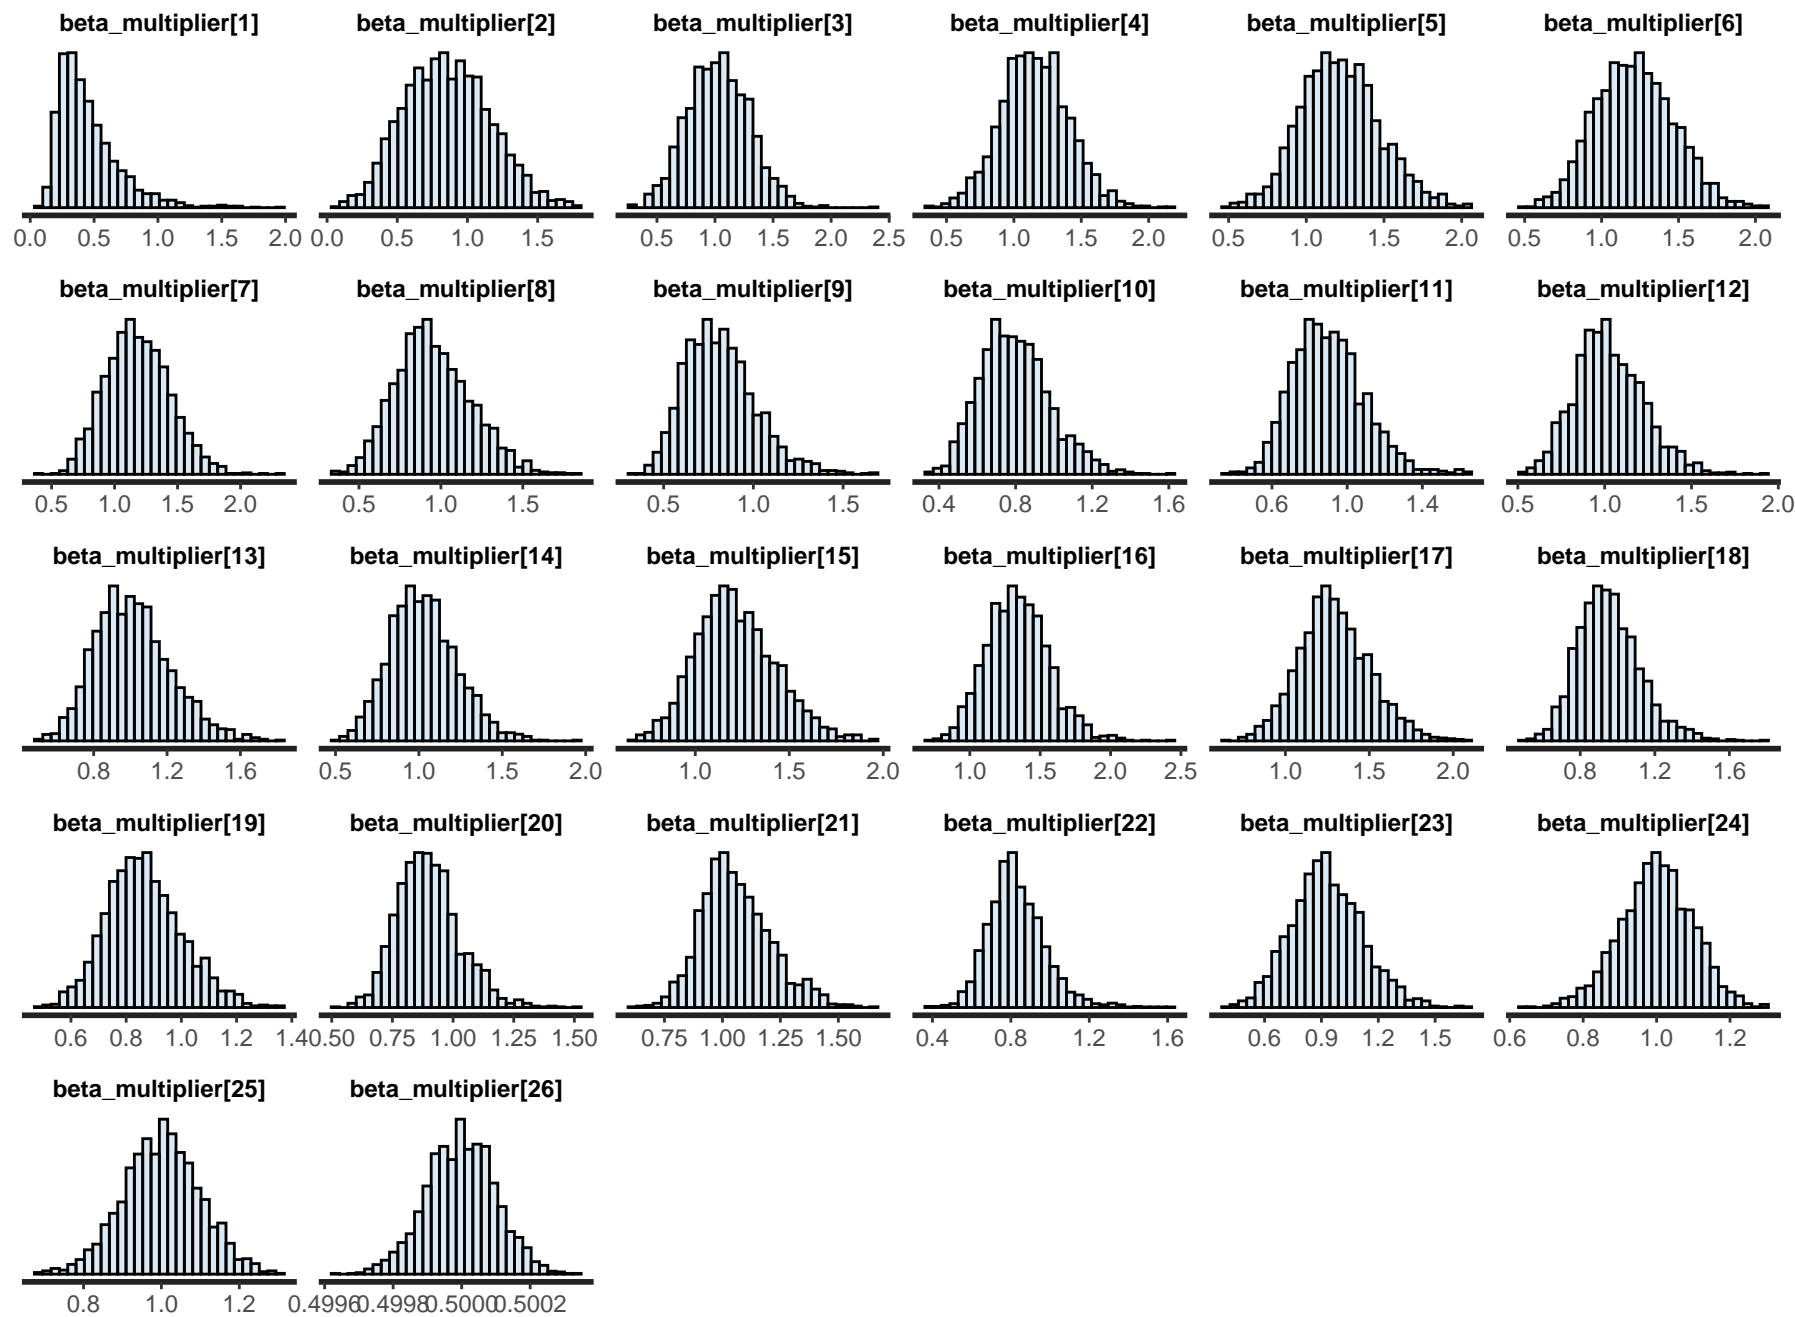 beta_multiplier[1] beta_multiplier[2] beta_multiplier[3] beta_multiplier[4] beta_multiplier[5] beta_multiplier[6]
0.0 0.5 1.0 1.5 2.0 0.0 0.5 1.0 1.5 0.5 1.0 1.5 2.0 2.5 0.5 1.0 1.5 2.0 0.5 1.0 1.5 2.0 0.5 1.0 1.5 2.0
beta_multiplier[7] beta_multiplier[8] beta_multiplier[9] beta_multiplier[10] beta_multiplier[11] beta_multiplier[12]
0.5 1.0 1.5 2.0 0.5 1.0 1.5 0.5 1.0 1.5 0.4 0.8 1.2 1.6 0.6 1.0 1.4 0.5 1.0 1.5 2.0
beta_multiplier[13] beta_multiplier[14] beta_multiplier[15] beta_multiplier[16] beta_multiplier[17] beta_multiplier[18]
0.8 1.2 1.6 0.5 1.0 1.5 2.0 1.0 1.5 2.0 1.0 1.5 2.0 2.5 1.0 1.5 2.0 0.8 1.2 1.6
beta_multiplier[19] beta_multiplier[20] beta_multiplier[21] beta_multiplier[22] beta_multiplier[23] beta_multiplier[24]
0.6 0.8 1.0 1.2 1.4 0.50 0.75 1.00 1.25 1.50 0.75 1.00 1.25 1.50 0.4 0.8 1.2 1.6 0.6 0.9 1.2 1.5 0.6 0.8 1.0 1.2
beta_multiplier[25] beta_multiplier[26]
0.8 1.0 1.2 0.4996 0.4998 0.5000 0.5002